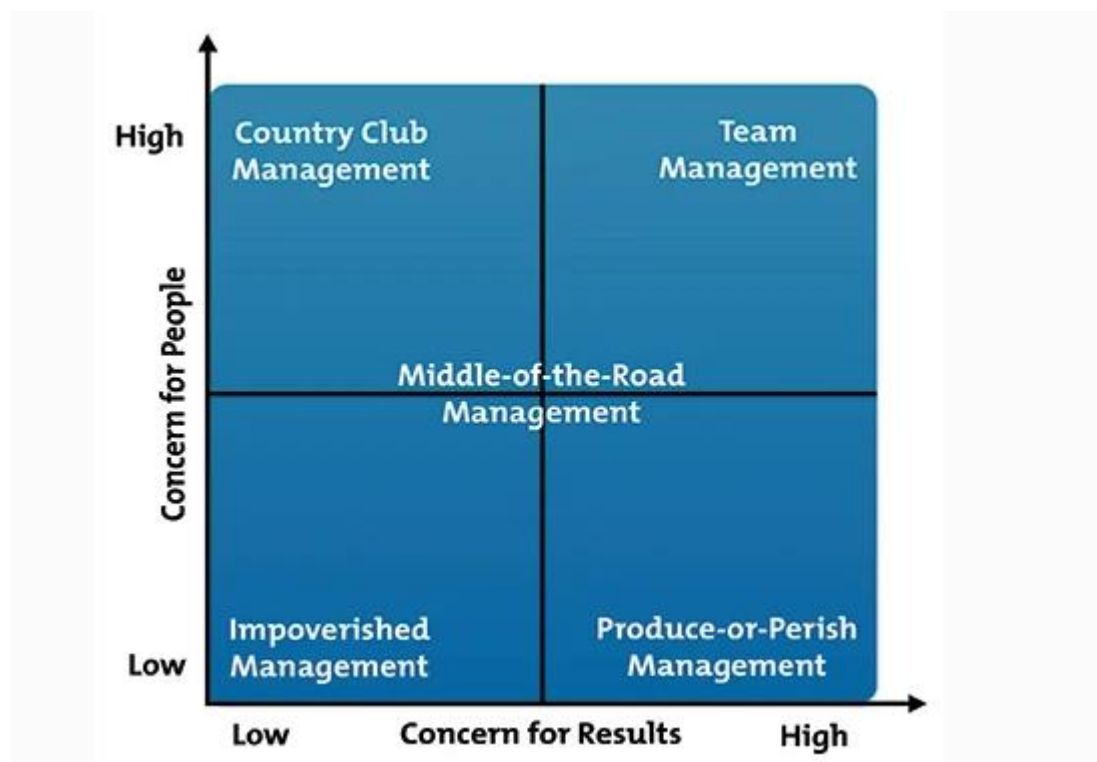 High
Country Club
Management
Team
Management
Concern for People
Middle-of-the-Road
Management
Impoverished
Management
Produce-or-Perish
Management
Low
Low
Concern for Results
High